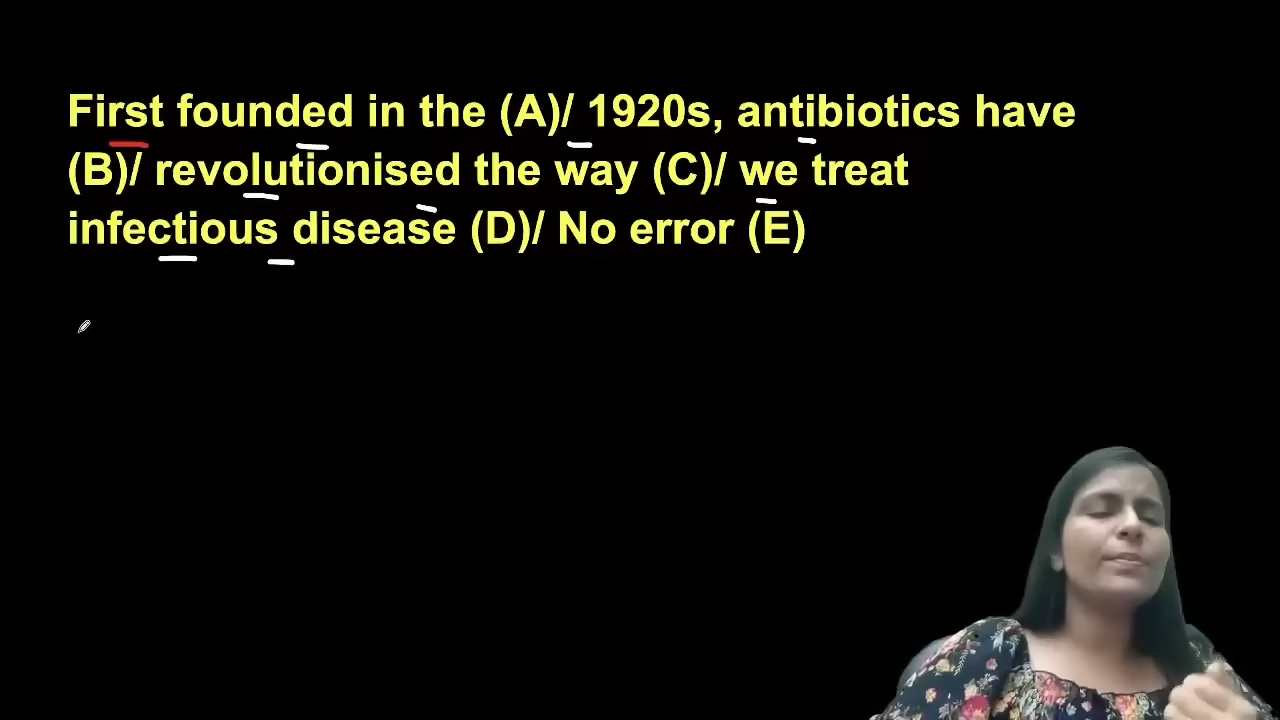 First founded in the (A)/ 1920s, antibiotics have
(B)/ revolutionised the way (C)/ we treat
infectious disease (D)/ No error (E)